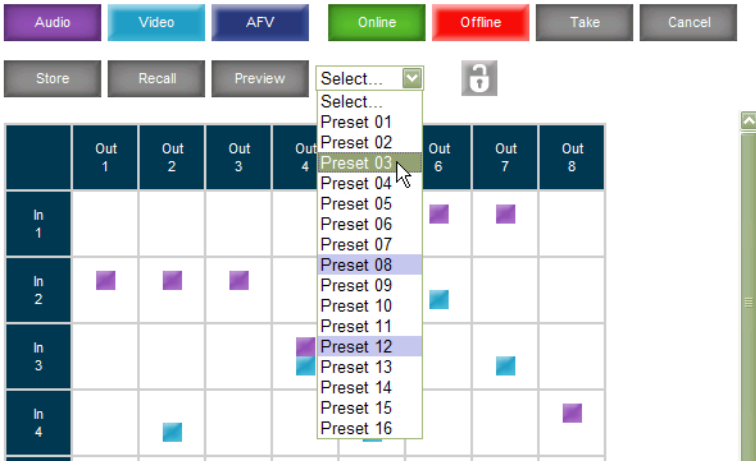 Audio Video AFV Online Offline Take Cancel
Store Recall Preview Select...
Select...
Preset 01
Preset 02
Preset 03
Preset 04
Preset 05
Preset 06
Preset 07
Preset 08
Preset 09
Preset 10
Preset 11
Preset 12
Preset 13
Preset 14
Preset 15
Preset 16
Out Out Out Out Out Out Out
1 2 3 4 6 7 8
In
1
In
2
In
3
In
4